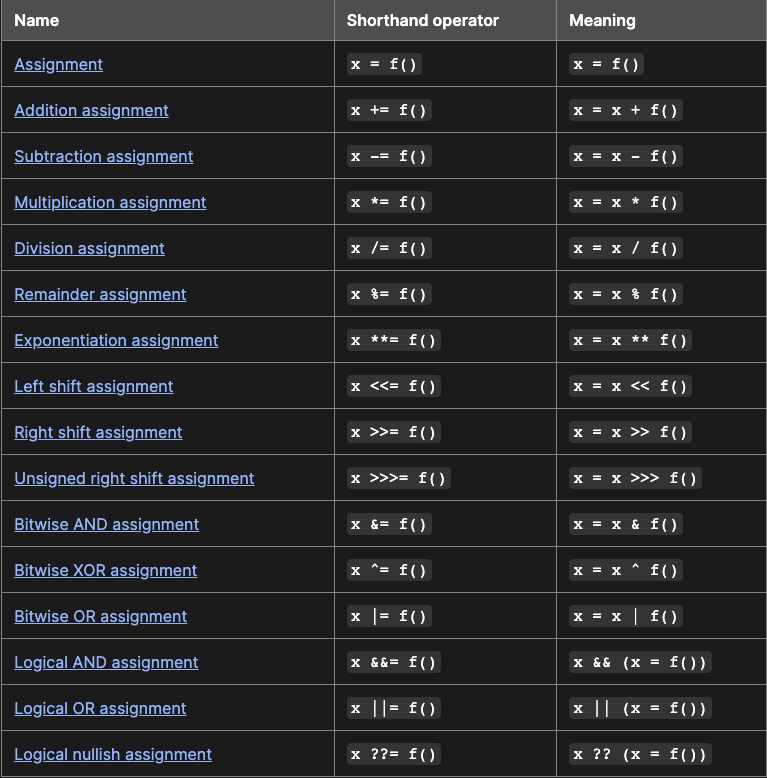 Name Shorthand operator Meaning
Assignment x = f() x = f()
Addition assignment x += f() x = x + f()
Subtraction assignment x -= f() x = x - f()
Multiplication assignment x *= f() x = x * f()
Division assignment x /= f() x = x / f()
Remainder assignment x %= f() x = x % f()
Exponentiation assignment x **= f() x = x ** f()
Left shift assignment x <<= f() x = x << f()
Right shift assignment x >>= f() x = x >> f()
Unsigned right shift assignment x >>>= f() x = x >>> f()
Bitwise AND assignment x &= f() x = x & f()
Bitwise XOR assignment x ^= f() x = x ^ f()
Bitwise OR assignment x |= f() x = x | f()
Logical AND assignment x &&= f() x && (x = f())
Logical OR assignment x ||= f() x || (x = f())
Logical nullish assignment x ??= f() x ?? (x = f())